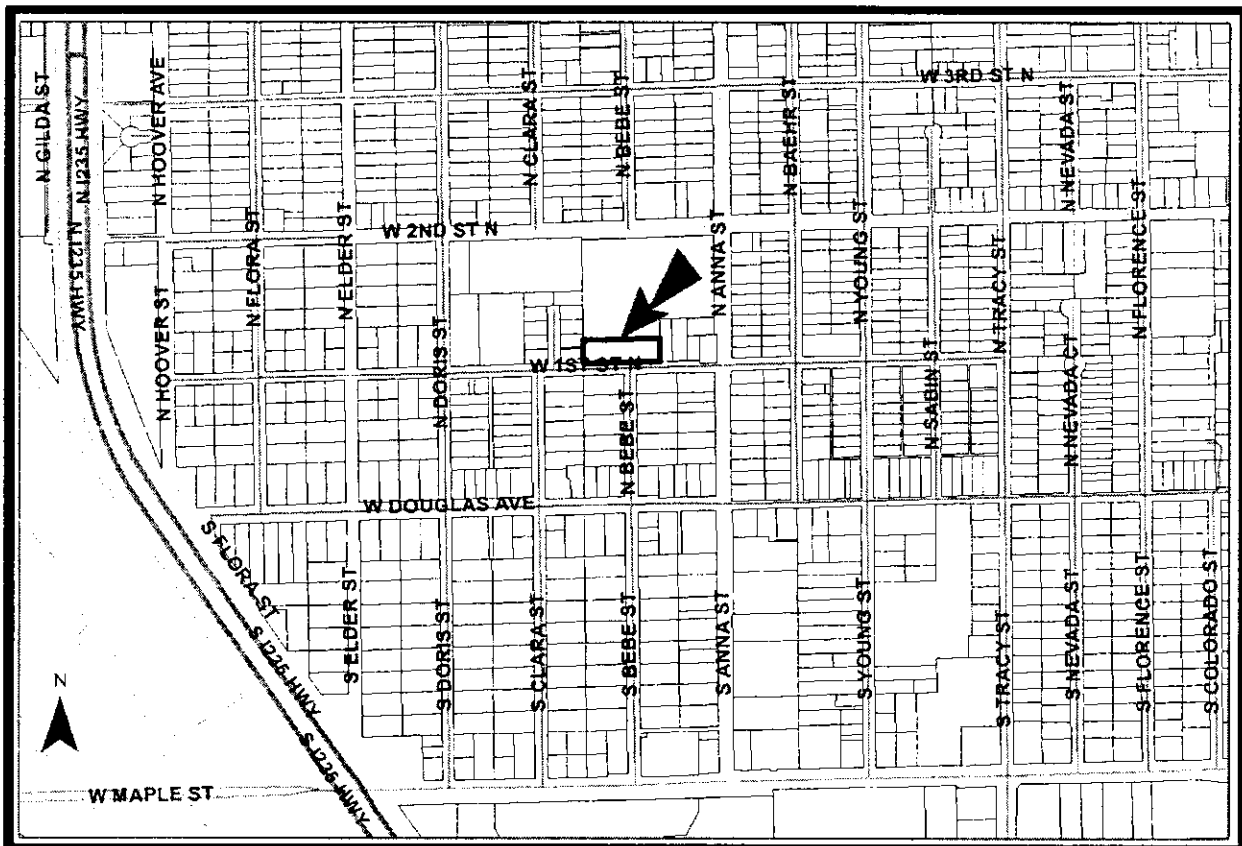 N GILDA ST
N I235 HWY
N I235 HWY
N HOOVER AVE
N HOOVER ST
N FLORA ST
N ELDER ST
N DORIS ST
N CLARA ST
N BEBE ST
N ANNA ST
N BAEHR ST
N YOUNG ST
N SABIN ST
N TRACY ST
N NEVADA ST
N FLORENCE ST
W 3RD ST N
W 2ND ST N
W 1ST ST N
N BEBE ST
N NEVADA CT
W DOUGLAS AVE
S FLORA ST
S I235 HWY
S I235 HWY
S ELDER ST
S DORIS ST
S CLARA ST
S BEBE ST
S ANNA ST
S YOUNG ST
S TRACY ST
S NEVADA ST
S FLORENCE ST
S COLORADO ST
N
W MAPLE ST